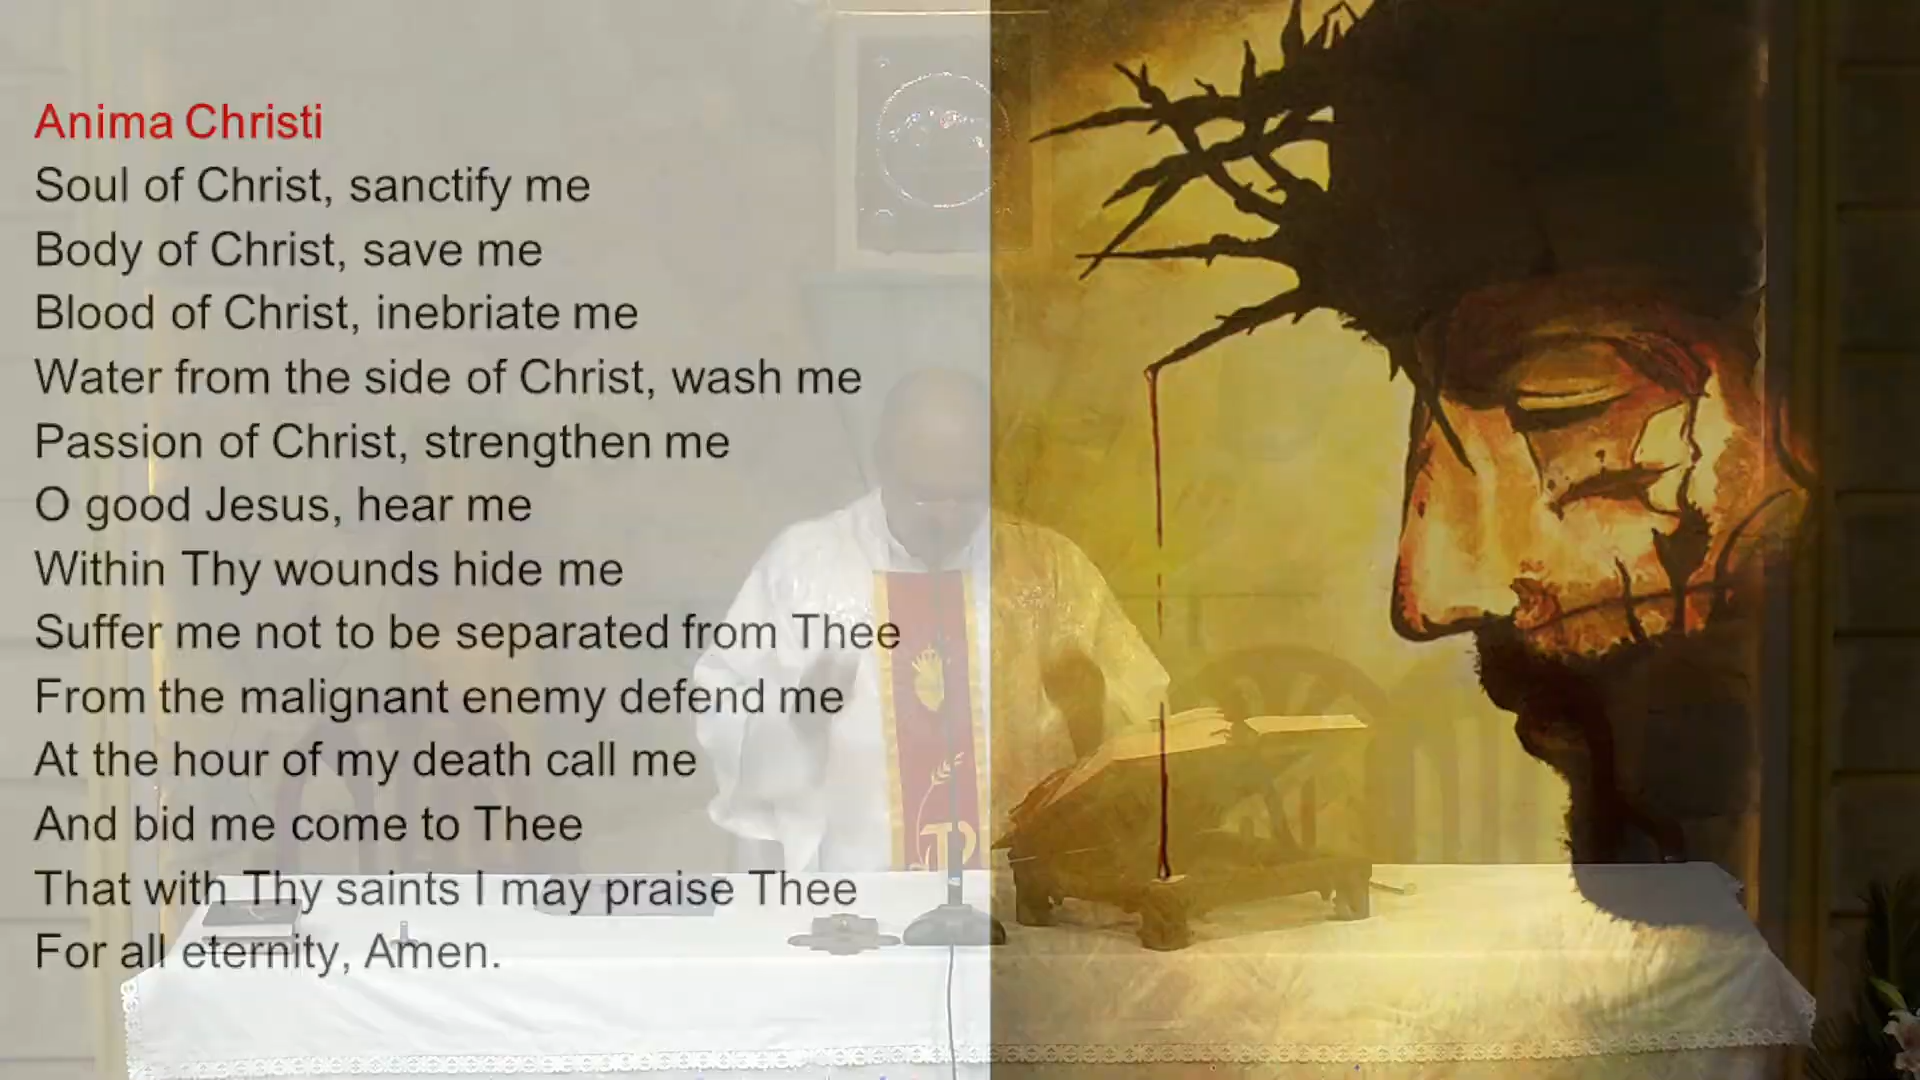 Anima Christi
Soul of Christ, sanctify me
Body of Christ, save me
Blood of Christ, inebriate me
Water from the side of Christ, wash me
Passion of Christ, strengthen me
O good Jesus, hear me
Within Thy wounds hide me
Suffer me not to be separated from Thee
From the malignant enemy defend me
At the hour of my death call me
And bid me come to Thee
That with Thy saints I may praise Thee
For all eternity, Amen.